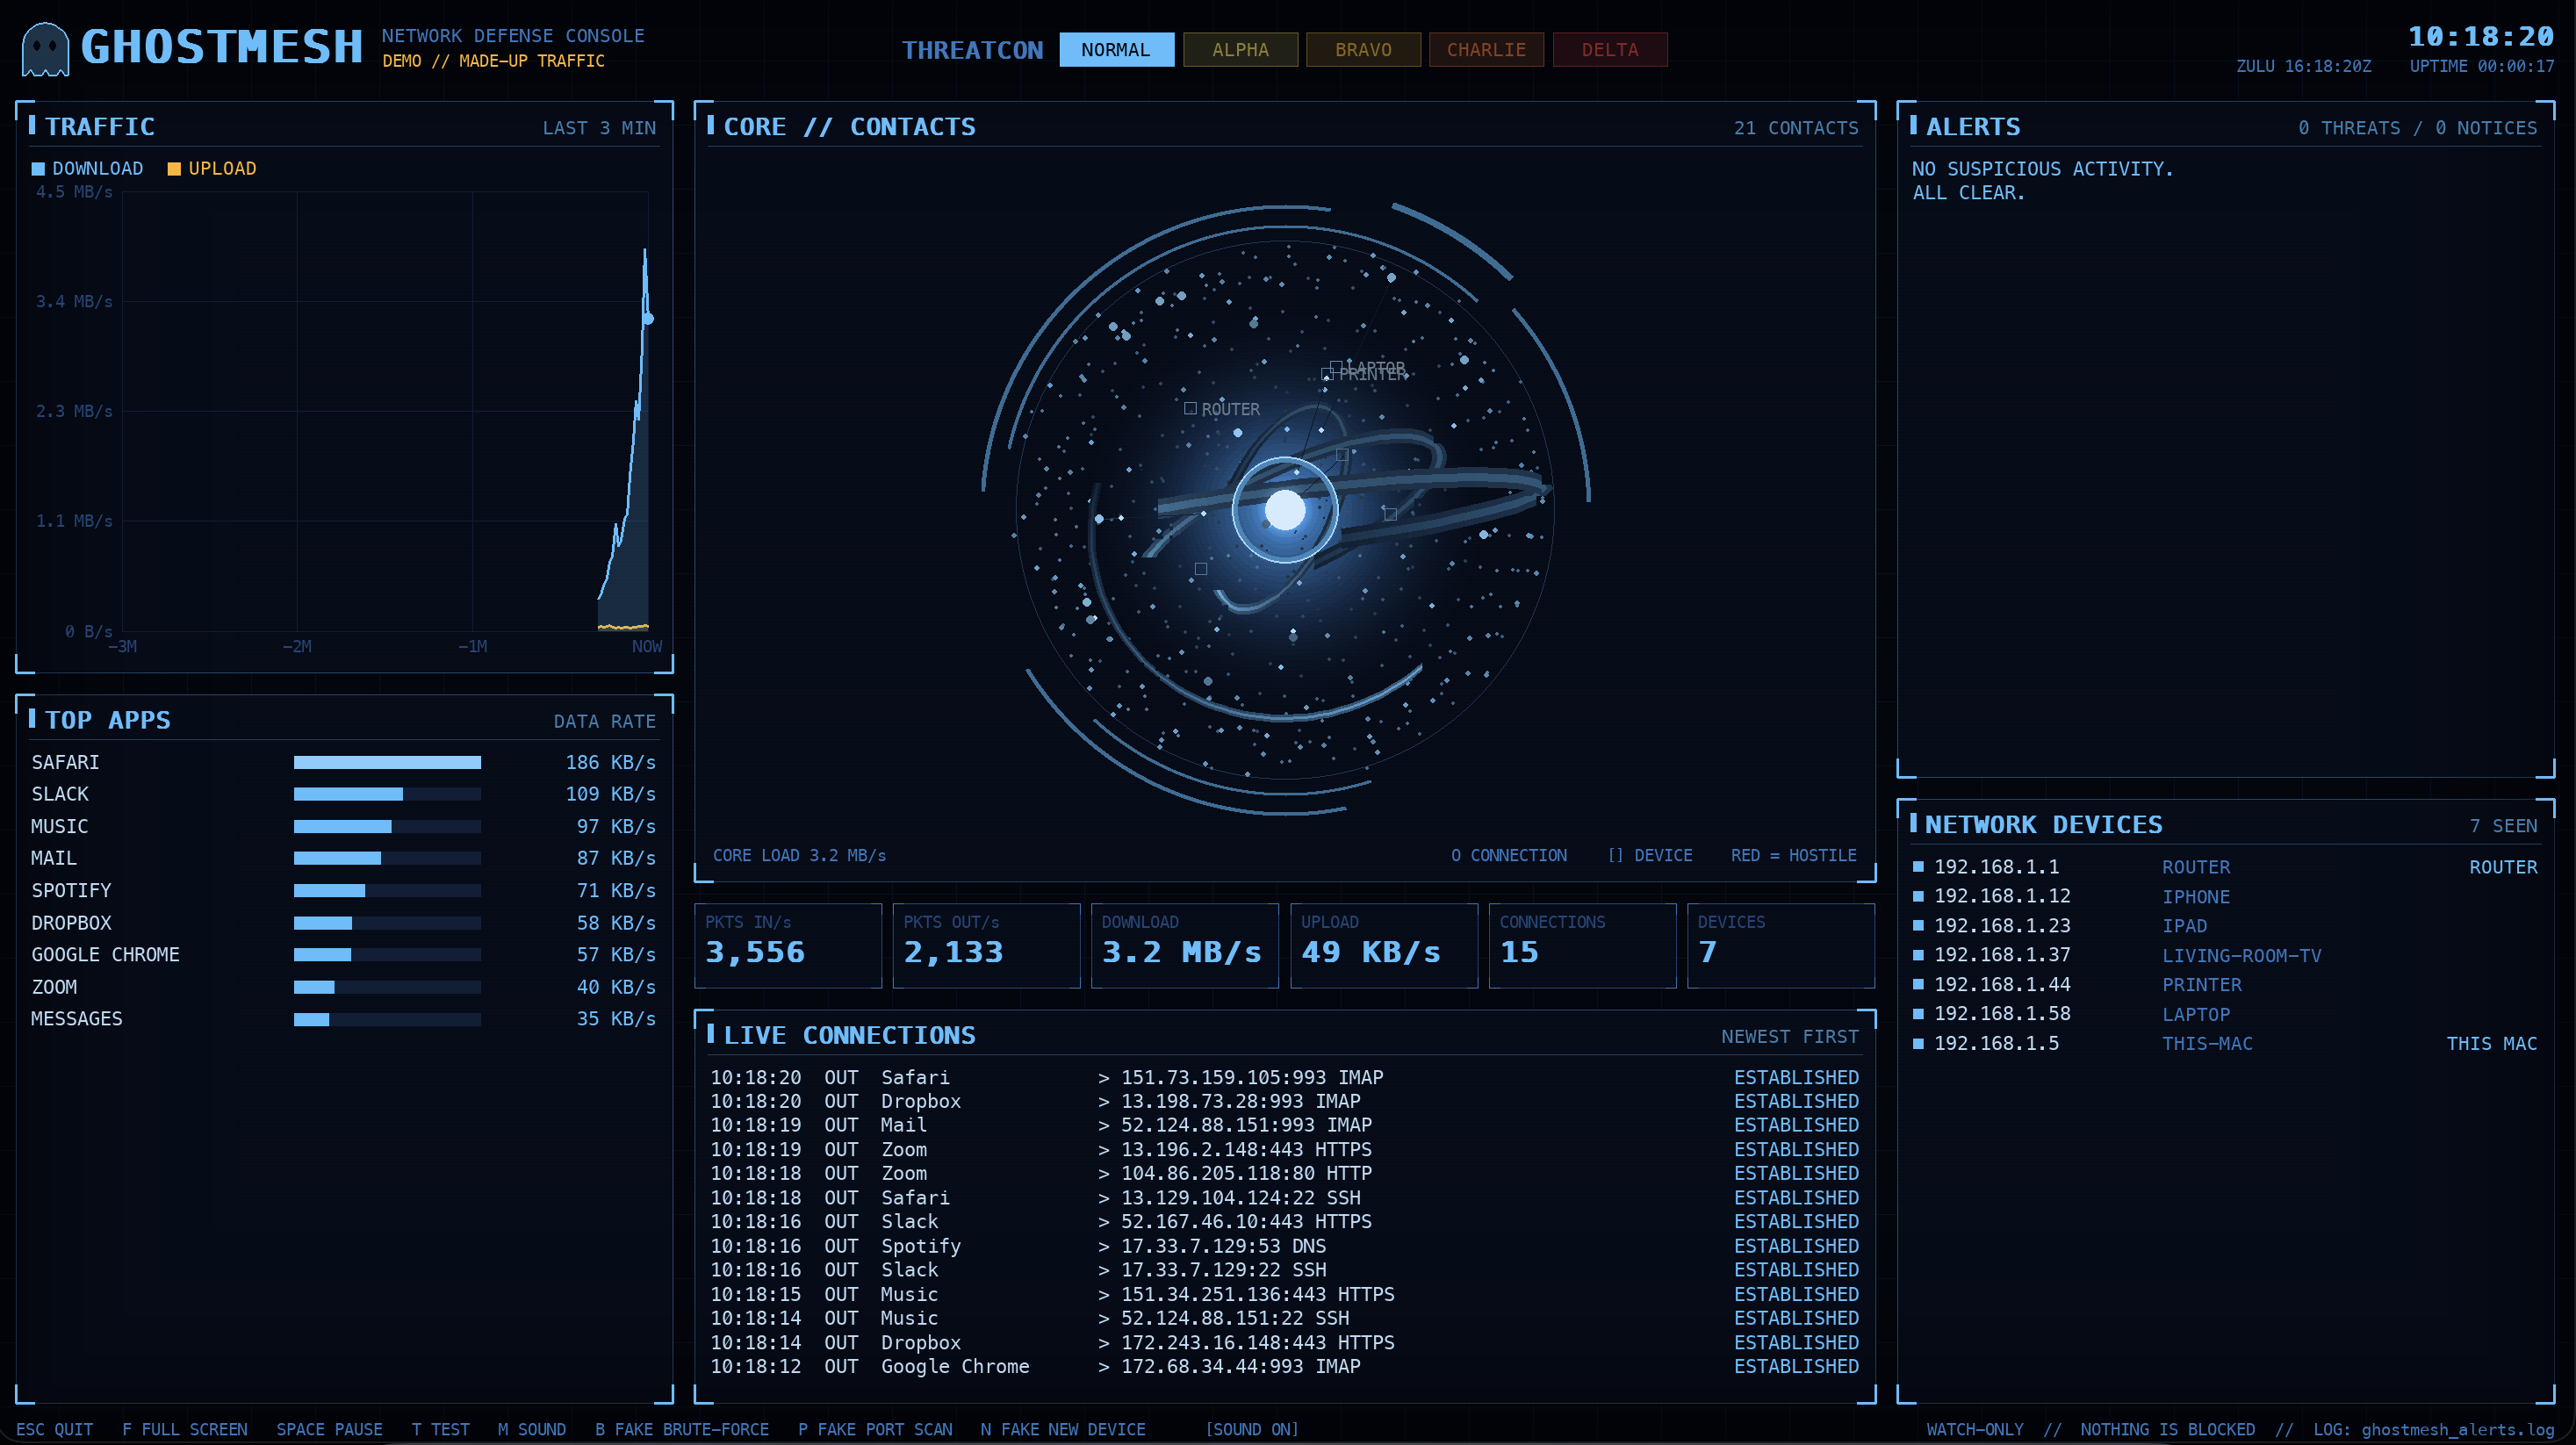 GHOSTMESH
NETWORK DEFENSE CONSOLE
DEMO // MADE-UP TRAFFIC
THREATCON NORMAL ALPHA BRAVO CHARLIE DELTA
10:18:20
ZULU 16:18:20Z UPTIME 00:00:17
TRAFFIC LAST 3 MIN
DOWNLOAD UPLOAD
4.5 MB/s
3.4 MB/s
2.3 MB/s
1.1 MB/s
0 B/s
-3M -2M -1M NOW
TOP APPS DATA RATE
SAFARI 186 KB/s
SLACK 109 KB/s
MUSIC 97 KB/s
MAIL 87 KB/s
SPOTIFY 71 KB/s
DROPBOX 58 KB/s
GOOGLE CHROME 57 KB/s
ZOOM 40 KB/s
MESSAGES 35 KB/s
CORE // CONTACTS 21 CONTACTS
LAPTOP
PRINTER
ROUTER
CORE LOAD 3.2 MB/s O CONNECTION [] DEVICE RED = HOSTILE
PKTS IN/s
3,556
PKTS OUT/s
2,133
DOWNLOAD
3.2 MB/s
UPLOAD
49 KB/s
CONNECTIONS
15
DEVICES
7
LIVE CONNECTIONS NEWEST FIRST
10:18:20 OUT Safari > 151.73.159.105:993 IMAP ESTABLISHED
10:18:20 OUT Dropbox > 13.198.73.28:993 IMAP ESTABLISHED
10:18:19 OUT Mail > 52.124.88.151:993 IMAP ESTABLISHED
10:18:19 OUT Zoom > 13.196.2.148:443 HTTPS ESTABLISHED
10:18:18 OUT Zoom > 104.86.205.118:80 HTTP ESTABLISHED
10:18:18 OUT Safari > 13.129.104.124:22 SSH ESTABLISHED
10:18:16 OUT Slack > 52.167.46.10:443 HTTPS ESTABLISHED
10:18:16 OUT Spotify > 17.33.7.129:53 DNS ESTABLISHED
10:18:16 OUT Slack > 17.33.7.129:22 SSH ESTABLISHED
10:18:15 OUT Music > 151.34.251.136:443 HTTPS ESTABLISHED
10:18:14 OUT Music > 52.124.88.151:22 SSH ESTABLISHED
10:18:14 OUT Dropbox > 172.243.16.148:443 HTTPS ESTABLISHED
10:18:12 OUT Google Chrome > 172.68.34.44:993 IMAP ESTABLISHED
ALERTS 0 THREATS / 0 NOTICES
NO SUSPICIOUS ACTIVITY.
ALL CLEAR.
NETWORK DEVICES 7 SEEN
192.168.1.1 ROUTER ROUTER
192.168.1.12 IPHONE
192.168.1.23 IPAD
192.168.1.37 LIVING-ROOM-TV
192.168.1.44 PRINTER
192.168.1.58 LAPTOP
192.168.1.5 THIS-MAC THIS MAC
ESC QUIT F FULL SCREEN SPACE PAUSE T TEST M SOUND B FAKE BRUTE-FORCE P FAKE PORT SCAN N FAKE NEW DEVICE [SOUND ON]
WATCH-ONLY // NOTHING IS BLOCKED // LOG: ghostmesh_alerts.log